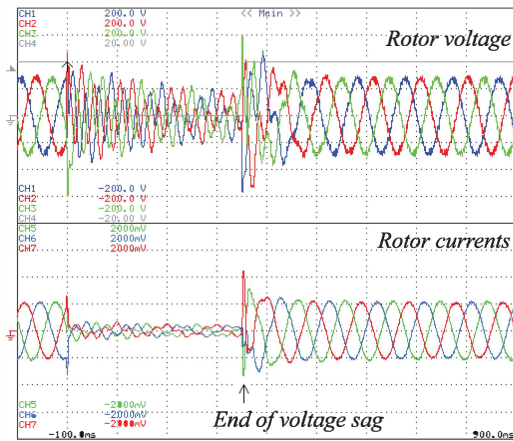 CH1 200.0 V << Main >>
CH2 200.0 V
CH3 200.0 V
CH4 20.00 V
Rotor voltage
CH1 -200.0 V
CH2 -200.0 V
CH3 -200.0 V
CH4 -20.00 V
CH5 2000mV
CH6 2000mV
CH7 2000mV
Rotor currents
CH5 -2000mV
CH6 -2000mV
CH7 -2000mV
End of voltage sag
-100.0ms 900.0ms